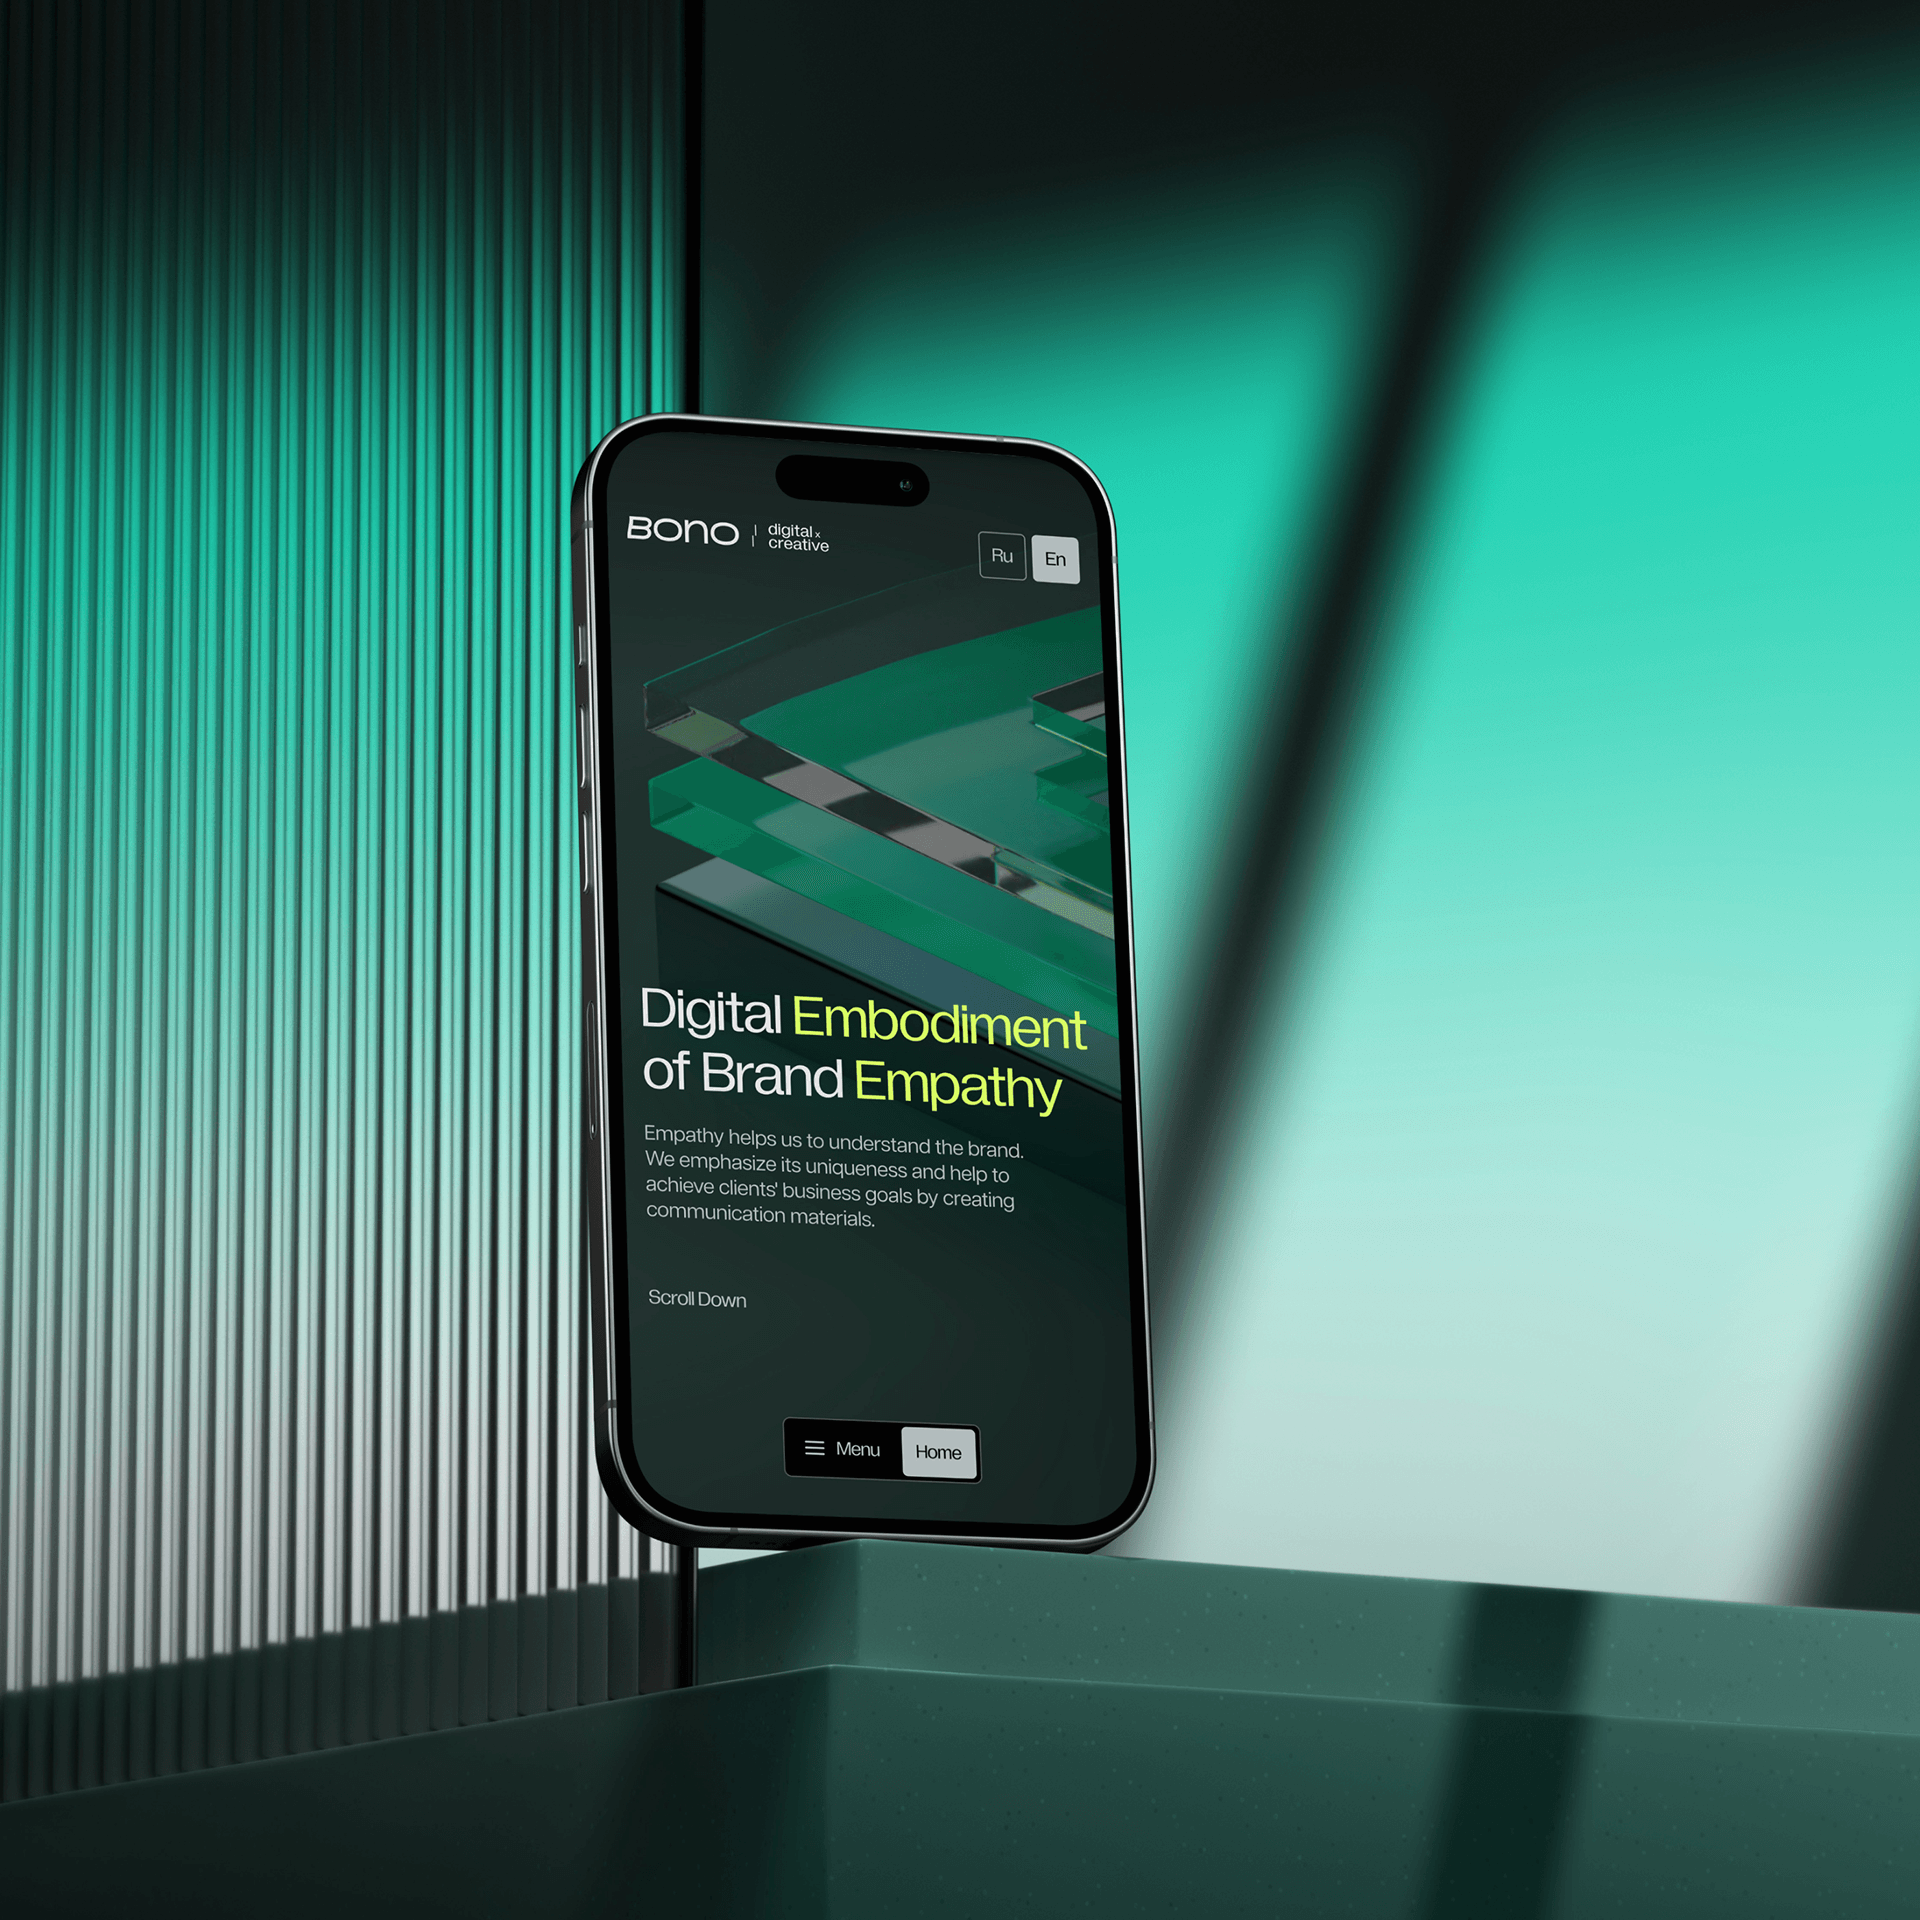 BONO
digital x
creative
Ru
En
Digital Embodiment
of Brand Empathy
Empathy helps us to understand the brand.
We emphasize its uniqueness and help to
achieve clients' business goals by creating
communication materials.
Scroll Down
Menu
Home